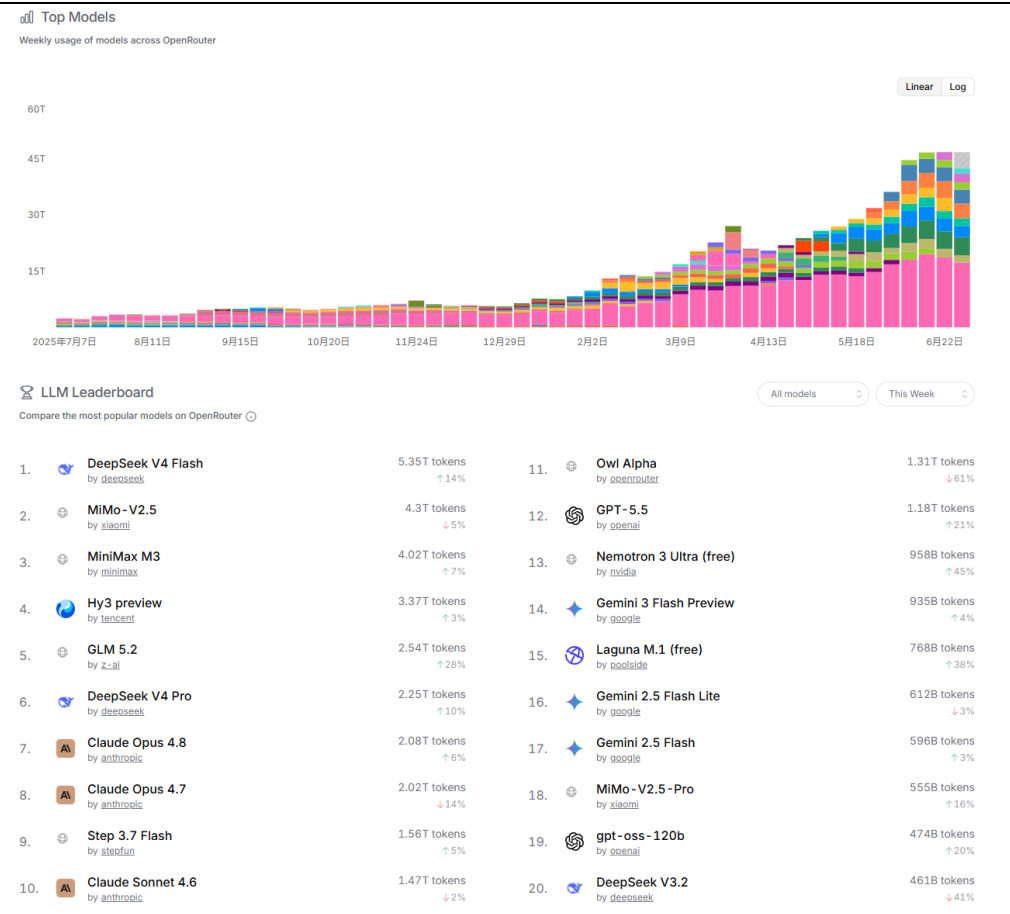 Top Models
Weekly usage of models across OpenRouter
Linear Log
60T
45T
30T
15T
2025年7月7日 8月11日 9月15日 10月20日 11月24日 12月29日 2月2日 3月9日 4月13日 5月18日 6月22日
LLM Leaderboard
Compare the most popular models on OpenRouter
All models This Week
1. DeepSeek V4 Flash 5.35T tokens
by deepseek ↑14%
2. MiMo-V2.5 4.3T tokens
by xiaomi ↓5%
3. MiniMax M3 4.02T tokens
by minimax ↑7%
4. Hy3 preview 3.37T tokens
by tencent ↑3%
5. GLM 5.2 2.54T tokens
by z-ai ↑28%
6. DeepSeek V4 Pro 2.25T tokens
by deepseek ↑10%
7. Claude Opus 4.8 2.08T tokens
by anthropic ↑6%
8. Claude Opus 4.7 2.02T tokens
by anthropic ↓14%
9. Step 3.7 Flash 1.56T tokens
by stepfun ↑5%
10. Claude Sonnet 4.6 1.47T tokens
by anthropic ↓2%
11. Owl Alpha 1.31T tokens
by openrouter ↓61%
12. GPT-5.5 1.18T tokens
by openai ↑21%
13. Nemotron 3 Ultra (free) 958B tokens
by nvidia ↑45%
14. Gemini 3 Flash Preview 935B tokens
by google ↑4%
15. Laguna M.1 (free) 768B tokens
by poolside ↑38%
16. Gemini 2.5 Flash Lite 612B tokens
by google ↓3%
17. Gemini 2.5 Flash 596B tokens
by google ↑3%
18. MiMo-V2.5-Pro 555B tokens
by xiaomi ↑16%
19. gpt-oss-120b 474B tokens
by openai ↑20%
20. DeepSeek V3.2 461B tokens
by deepseek ↓41%